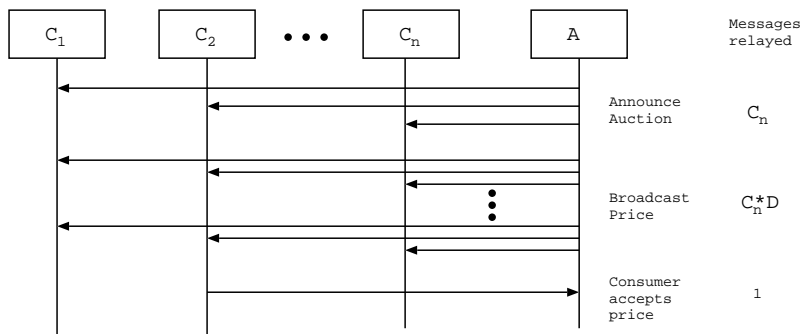 C1 C2 Cn A Messages
relayed
Announce
Auction Cn
Broadcast
Price Cn*D
Consumer
accepts 1
price